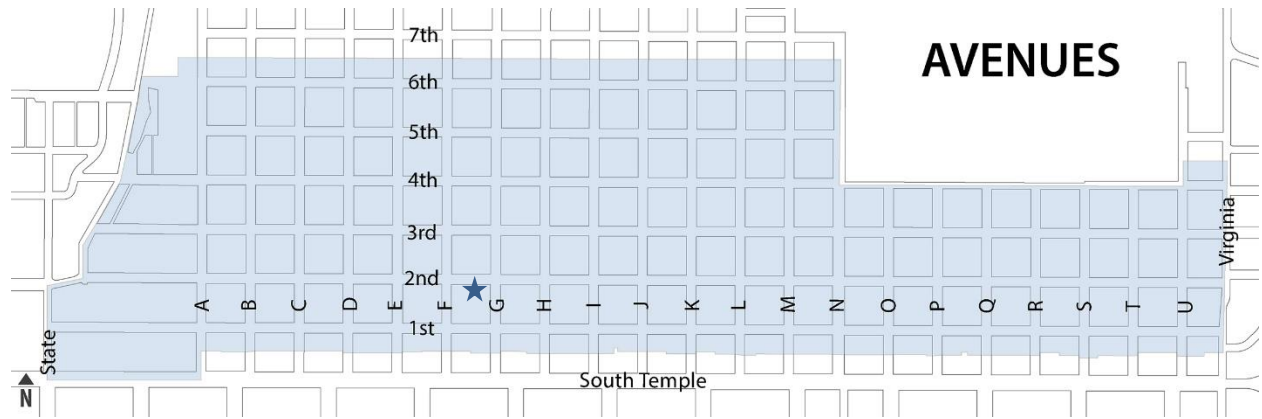 7th
AVENUES
6th
5th
4th
3rd
Virginia
2nd
A B C D E F G H I J K L M N O P Q R S T U
1st
State
South Temple
N